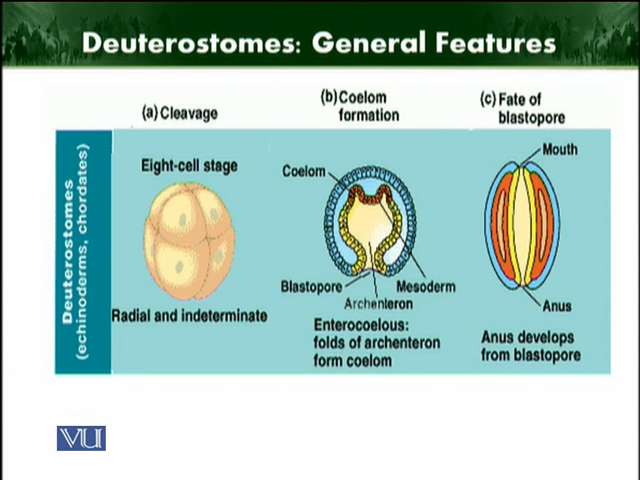 Deuterostomes: General Features
(a) Cleavage
(b) Coelom
formation
(c) Fate of
blastopore
Deuterostomes
(echinoderms, chordates)
Eight-cell stage
Radial and indeterminate
Coelom
Blastopore
Mesoderm
Archenteron
Enterocoelous:
folds of archenteron
form coelom
Mouth
Anus
Anus develops
from blastopore
VU